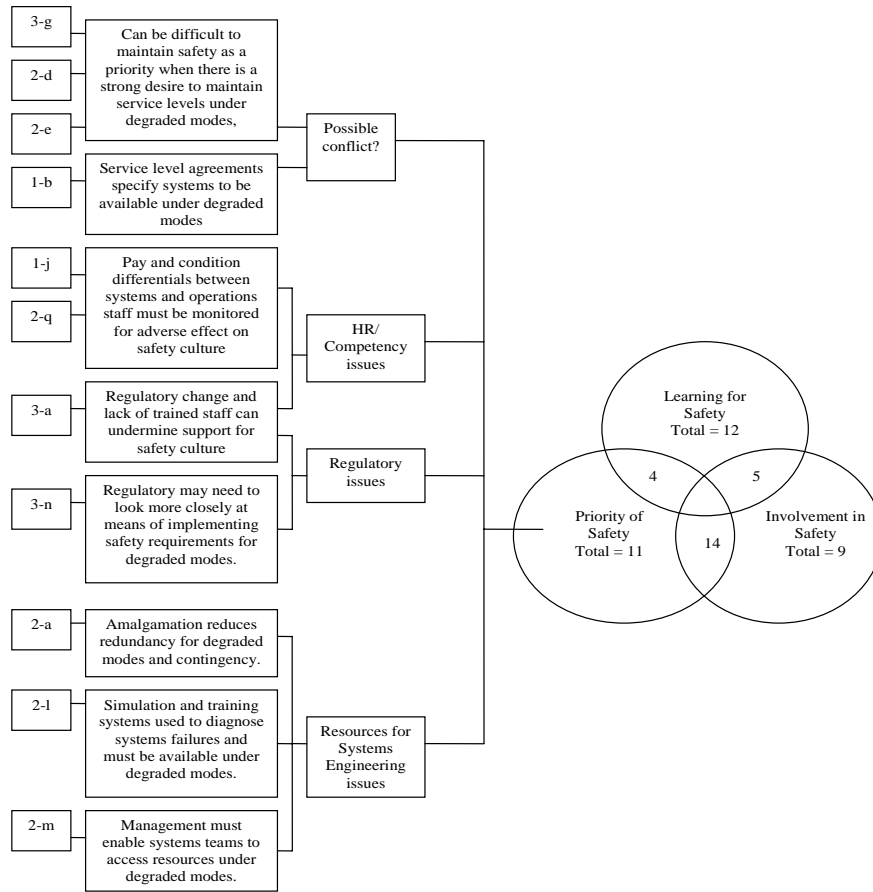 3-g
2-d
2-e
1-b
Can be difficult to
maintain safety as a
priority when there is a
strong desire to maintain
service levels under
degraded modes,
Service level agreements
specify systems to be
available under degraded
modes
Possible
conflict?
1-j
2-q
Pay and condition
differentials between
systems and operations
staff must be monitored
for adverse effect on
safety culture
HR/
Competency
issues
3-a
Regulatory change and
lack of trained staff can
undermine support for
safety culture
3-n
Regulatory may need to
look more closely at
means of implementing
safety requirements for
degraded modes.
Regulatory
issues
2-a
Amalgamation reduces
redundancy for degraded
modes and contingency.
2-l
Simulation and training
systems used to diagnose
systems failures and
must be available under
degraded modes.
2-m
Management must
enable systems teams to
access resources under
degraded modes.
Resources for
Systems
Engineering
issues
Learning for
Safety
Total = 12
4
5
Priority of
Safety
Total = 11
14
Involvement in
Safety
Total = 9